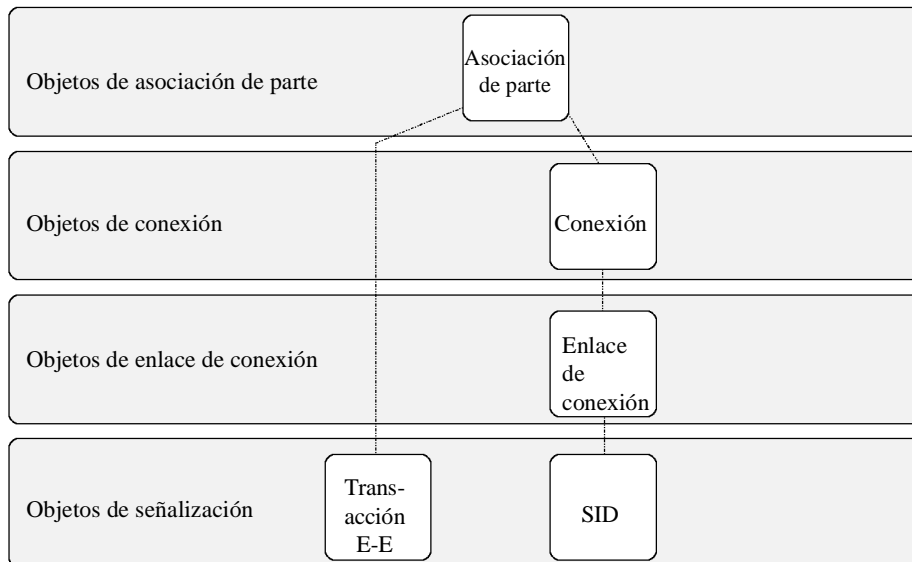 Asociación
de parte
Objetos de asociación de parte
Objetos de conexión
Conexión
Objetos de enlace de conexión
Enlace
de
conexión
Objetos de señalización
Trans-
acción
E-E
SID